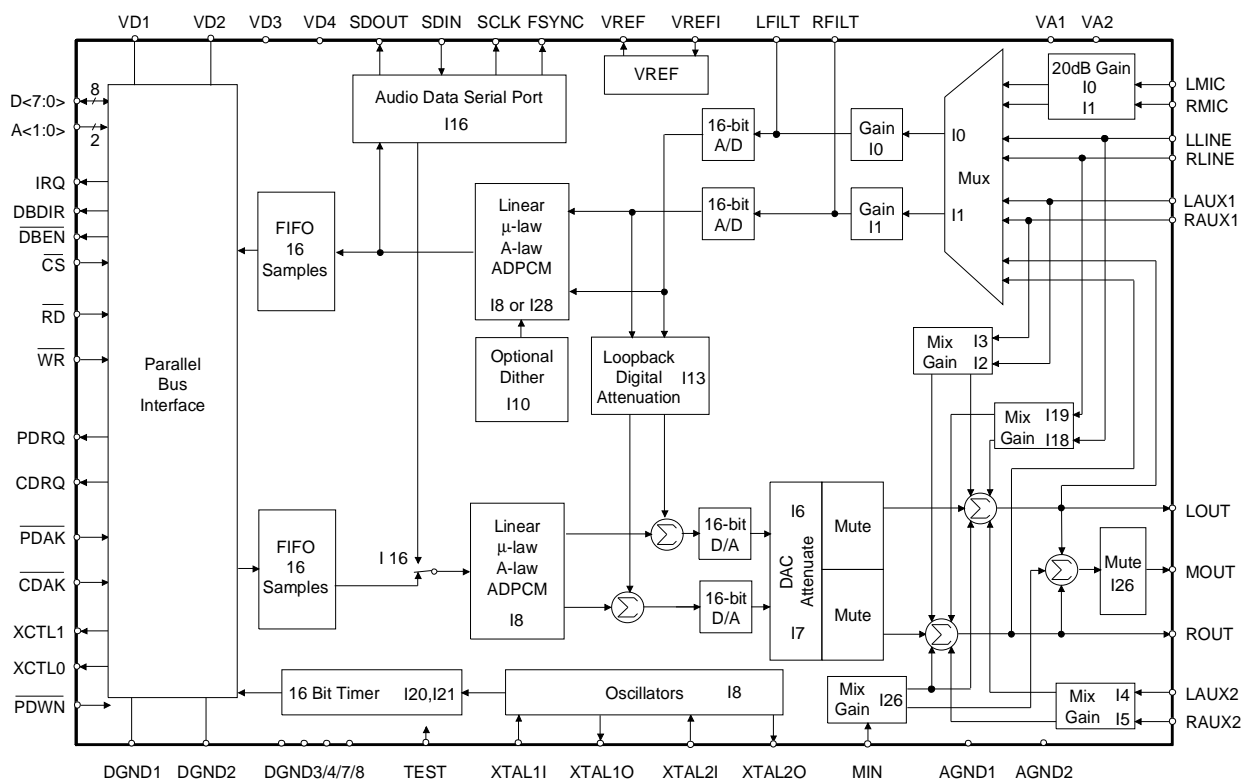 VD1 VD2 VD3 VD4 SDOUT SDIN SCLK FSYNC VREF VREFI LFILT RFILT VA1 VA2
D<7:0>
8
A<1:0>
2
IRQ
DBDIR
DBEN
CS
RD
WR
PDRQ
CDRQ
PDAK
CDAK
XCTL1
XCTL0
PDWN
Parallel
Bus
Interface
Audio Data Serial Port
I16
VREF
FIFO
16
Samples
Linear
μ-law
A-law
ADPCM
I8 or I28
Optional
Dither
I10
16-bit
A/D
16-bit
A/D
Gain
I0
Gain
I1
I0
Mux
I1
20dB Gain
I0
I1
LMIC
RMIC
LLINE
RLINE
LAUX1
RAUX1
Loopback
Digital
Attenuation
I13
Mix
Gain
I3
I2
Mix
Gain
I19
I18
FIFO
16
Samples
I 16
Linear
μ-law
A-law
ADPCM
I8
Σ
Σ
16-bit
D/A
16-bit
D/A
I6
DAC
Attenuate
I7
Mute
Mute
Σ
Σ
Σ
Mute
I26
LOUT
MOUT
ROUT
16 Bit Timer I20,I21
Oscillators I8
Mix
Gain
I26
Mix
Gain
I4
I5
LAUX2
RAUX2
DGND1 DGND2 DGND3/4/7/8 TEST XTAL1I XTAL1O XTAL2I XTAL2O MIN AGND1 AGND2